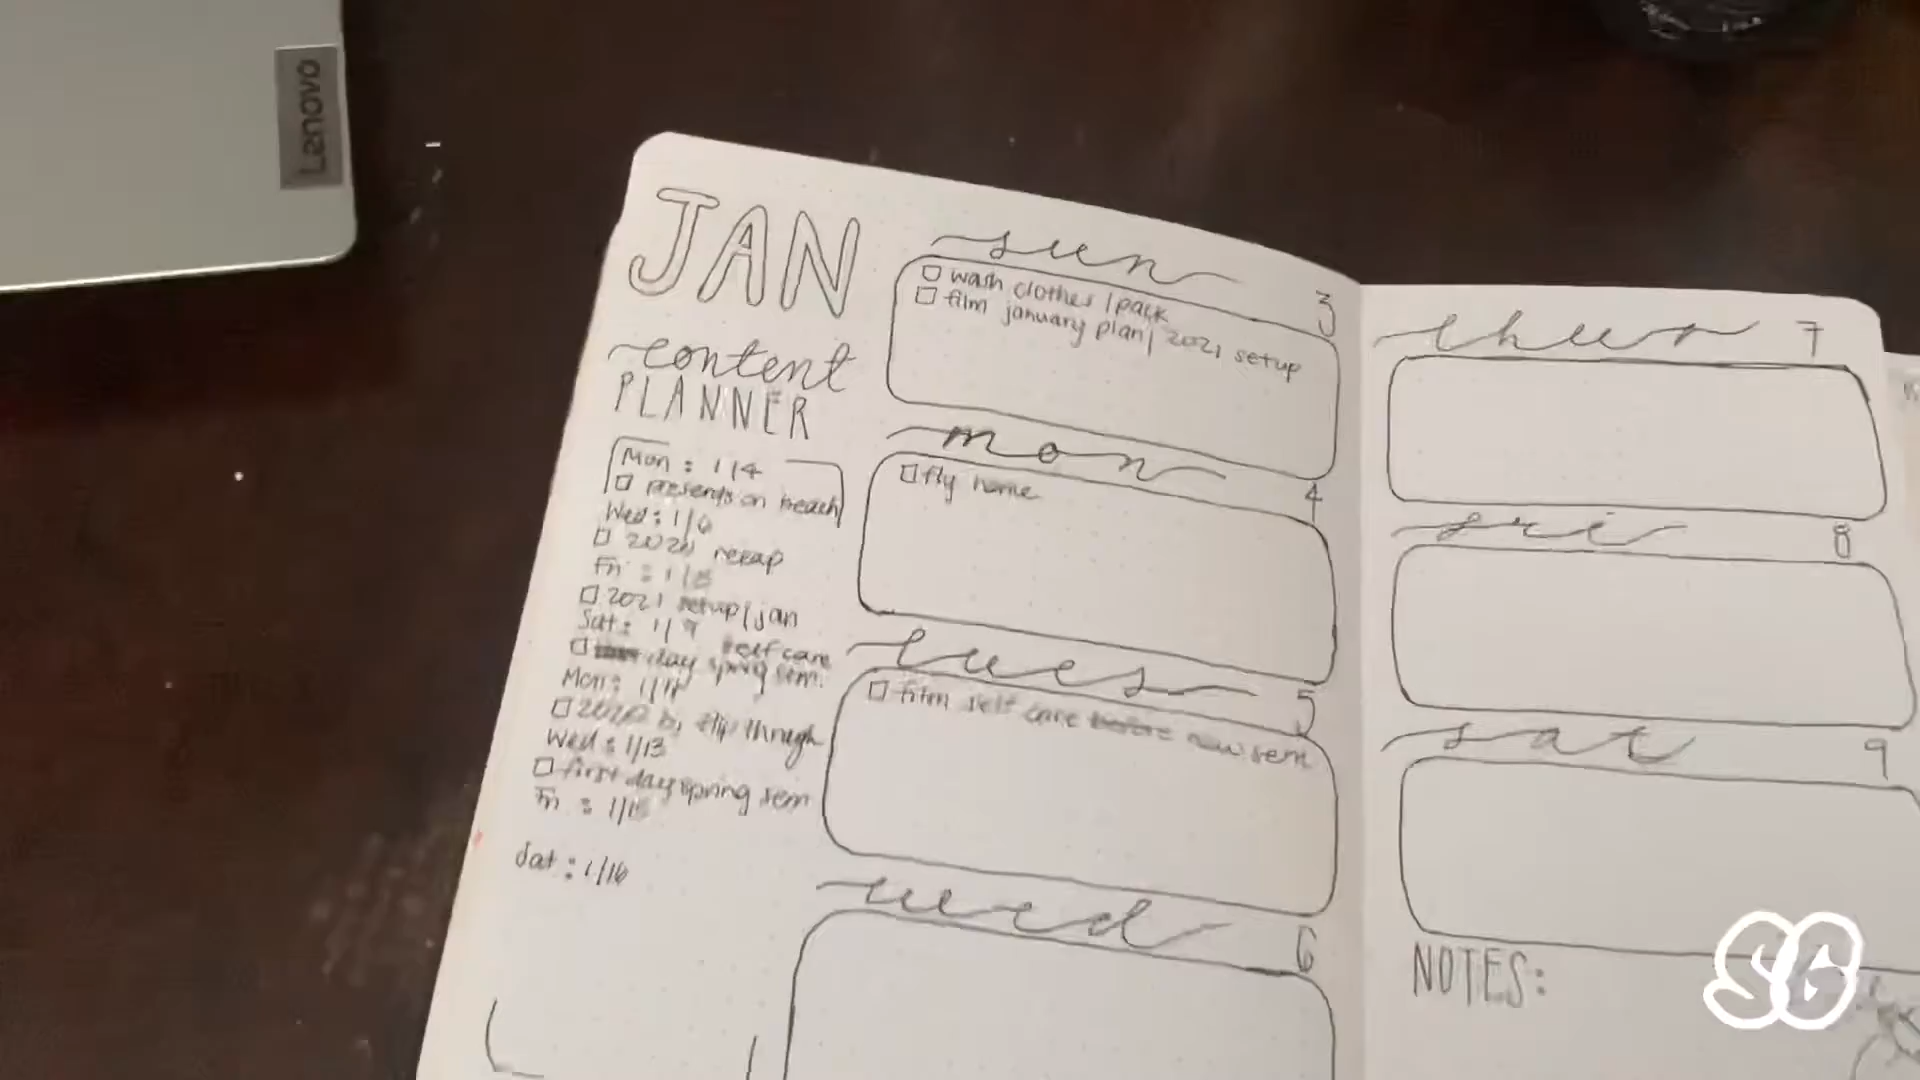 Lenovo
JAN
content
PLANNER
Mon : 1/4
presents on beach
Wed : 1/6
2020 recap
Fri : 1/8
2021 setup/jan
Sat : 1/9
self care
day spring sem.
Mon : 1/11
2020 bj flip through
Wed : 1/13
first day spring sem
Fri : 1/15
Sat : 1/16
sun 3
wash clothes / pack
film january plan/ 2021 setup
mon 4
fly home
tues 5
film self care before new sem
wed 6
thur 7
fri 8
sat 9
NOTES:
SG